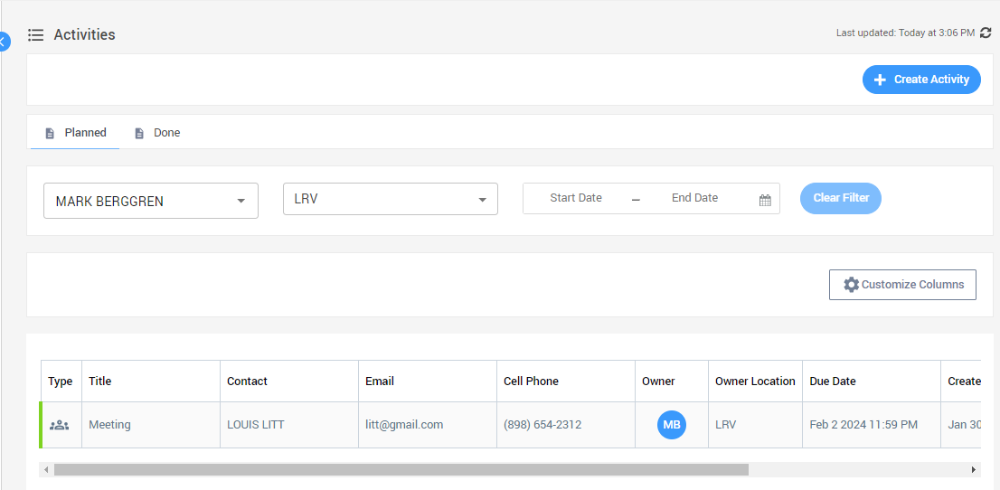 Activities
Last updated: Today at 3:06 PM
Create Activity
Planned
Done
MARK BERGGREN
LRV
Start Date – End Date
Clear Filter
Customize Columns
Type Title Contact Email Cell Phone Owner Owner Location Due Date Create
Meeting LOUIS LITT litt@gmail.com (898) 654-2312 MB LRV Feb 2 2024 11:59 PM Jan 30